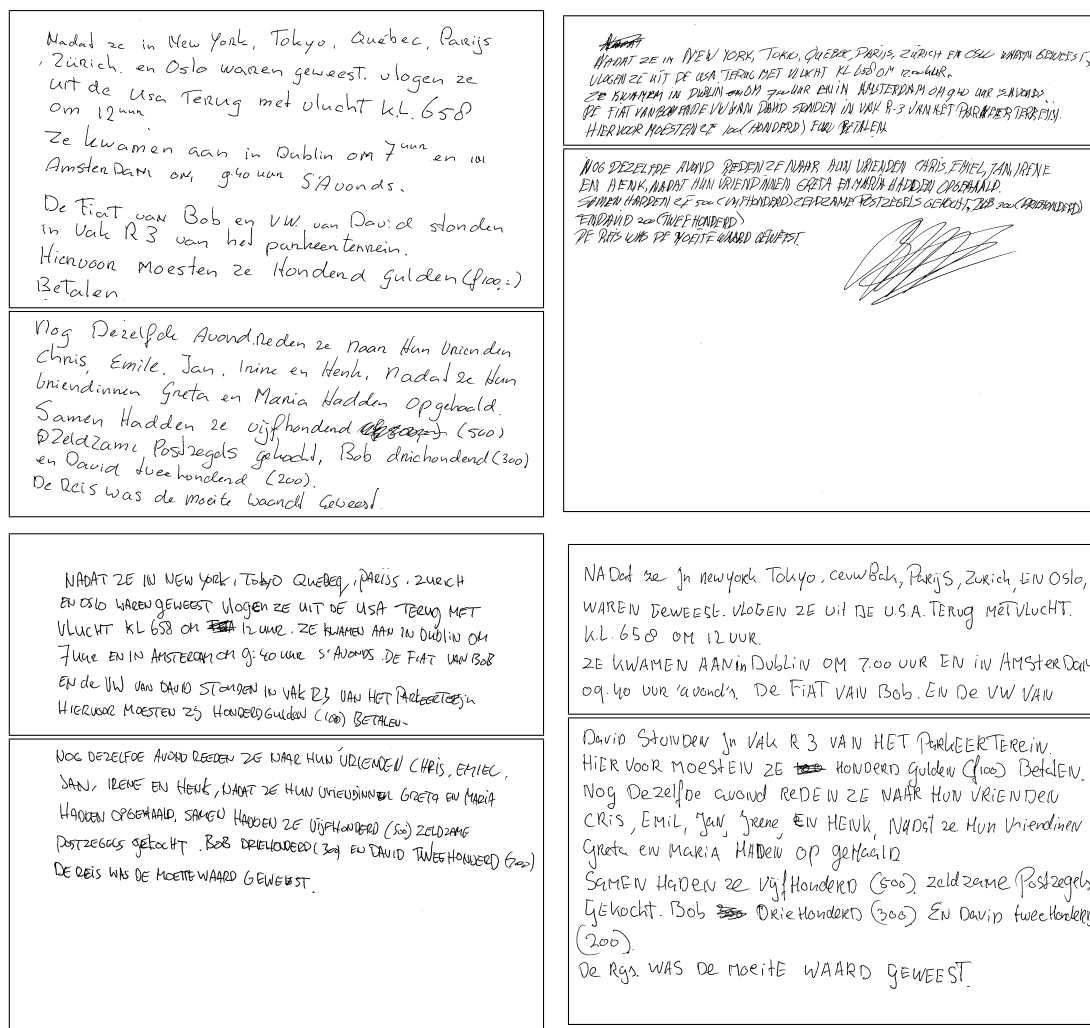 Nadat ze in New York, Tokyo, Québec, Parijs
, Zürich. en Oslo waren geweest. vlogen ze
uit de Usa Terug met vlucht K.L. 658
om 12 uur
Ze kwamen aan in Dublin om 7 uur en in
AmsterDam om, 9.40 uur S'Avonds.
De Fiat van Bob en VW. van David stonden
in Vak R 3 van het parkeerterrein.
Hiervoor Moesten ze Honderd gulden (f100,=)
Betalen
Nog Dezelfde Avond Reden ze naar Hun Vrienden
Chris, Emile, Jan, Irine en Henk, nadat ze Hun
vriendinnen Greta en Maria Hadden opgehaald.
Samen Hadden ze vijfhonderd (500)
Zeldzame Postzegels gekocht, Bob driehonderd (300)
en David tweehonderd (200).
De Reis was de moeite waardt Geweest.
NADAT ZE IN NEW YORK, TOKIO, QUEBEC, PARIJS, ZÜRICH EN OSLO WAREN GEWEEST,
VLOGEN ZE UIT DE USA TERUG MET VLUCHT KL 658 OM 12.00 UUR.
ZE KWAMEN IN DUBLIN OM 7.00 UUR EN IN AMSTERDAM OM 9.40 UUR SAVONDS.
DE FIAT VAN BOB EN DE VW VAN DAVID STONDEN IN VAK R-3 VAN HET PARKEERTERREIN.
HIERVOOR MOESTEN ZE 100 (HONDERD) BETALEN
NOG DEZELFDE AVOND REDEN ZE NAAR HUN VRIENDEN CHRIS, EMIEL, JAN, IRENE
EN HENK, NADAT HUN VRIENDINNEN GRETA EN MARIA HADDEN OPGEHAALD.
SAMEN HADDEN ZE 500 (VIJFHONDERD) ZELDZAME POSTZEGELS GEKOCHT, BOB 300 (DRIEHONDERD)
EN DAVID 200 (TWEEHONDERD)
DE REIS WAS DE MOEITE WAARD GEWEEST.
NADAT ZE IN NEW YORK, TOKYO QUEBEQ, PARIJS, ZURICH
EN OSLO WAREN GEWEEST VLOGEN ZE UIT DE USA TERUG MET
VLUCHT KL 658 OM 12 UUR. ZE KWAMEN AAN IN DUBLIN OM
7 UUR EN IN AMSTERDAM OM 9:40 UUR S'AVONDS. DE FIAT VAN BOB
EN de VW VAN DAVID STONDEN IN VAK R3 VAN HET
HIERVOOR MOESTEN ZIJ HONDERD GULDEN (100) BETALEN.
NOG DEZELFDE AVOND REEDEN ZE NAAR HUN VRIENDEN CHRIS, EMIEL,
JAN, IRENE EN HENK, NADAT ZE HUN VRIENDINNEN GRETA EN MARIA
HADDEN OPGEHAALD. SAMEN HADDEN ZE VIJFHONDERD (500) ZELDZAME
POSTZEGELS GEKOCHT. BOB DRIEHONDERD (300) EN DAVID TWEEHONDERD (200)
DE REIS WAS DE MOEITE WAARD GEWEEST.
NADat ze In newyork Tokyo, ceuwBak, Parijs, Zurich, EN Oslo,
WAREN GEWEEST. VLOGEN ZE uit DE U.S.A. TERUG MET VLUCHT.
K.L. 658 OM 12 UUR.
ZE KWAMEN AAN in DUBLIN OM 7.00 UUR EN in AMSterDam
09.40 UUR 'avond's. De FiAT VAN Bob. EN De VW VAN
David Stonden In VAK R 3 VAN HET PARKEERTEREIN.
HiER VOOR MOESTEN ZE HONDERD gulden (f100) BetalEN.
NOG DeZelfDe avond REDEN ZE NAAR HUN VRIENDEN
CRIS, EMIL, Jan, Irene, EN HENK, NADat ze Hun Vriendinen
Greta en MARIA HADEN op geHaald
SAMEN HADEN ze VijfHonderD (500) zeldzame Postzegels
GEKocht. Bob DRieHonderD (300) EN DaviD tweeHonderd
(200).
De Rijs. WAS De MOEitE WAARD GEWEEST.